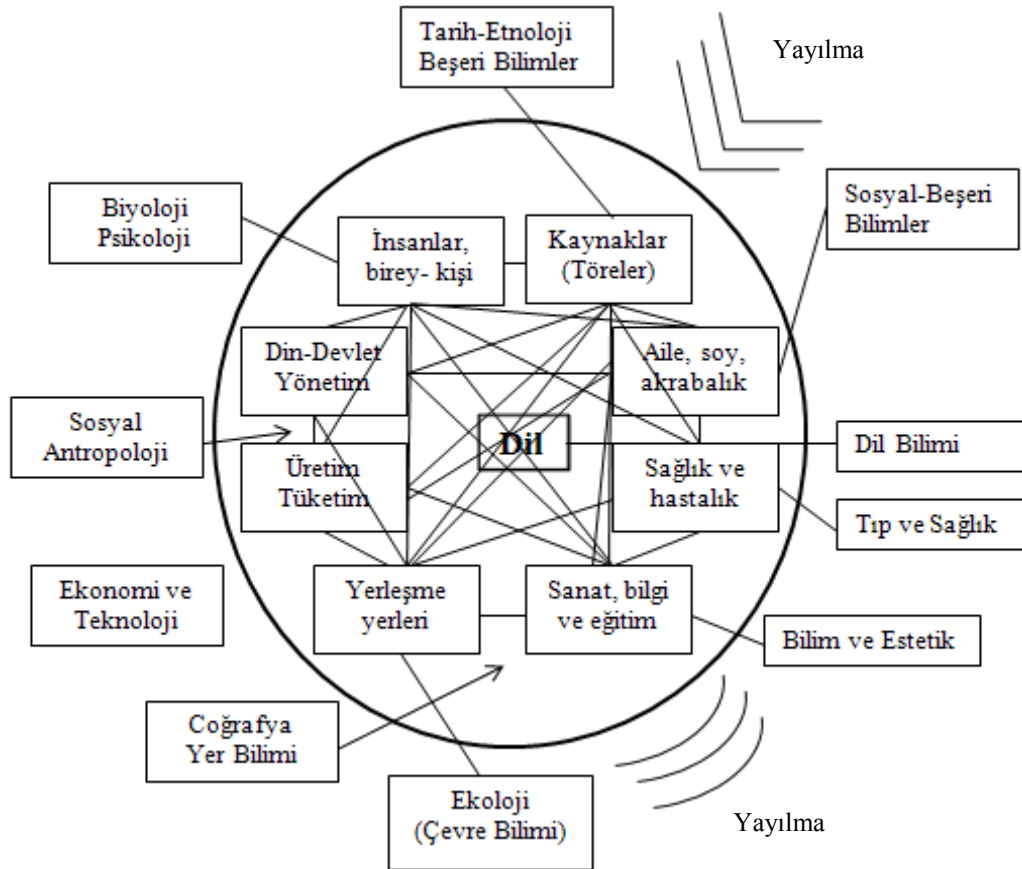 Tarih-Etnoloji
Beşeri Bilimler
Yayılma
Biyoloji
Psikoloji
İnsanlar,
birey- kişi
Kaynaklar
(Töreler)
Sosyal-Beşeri
Bilimler
Din-Devlet
Yönetim
Aile, soy,
akrabalık
Sosyal
Antropoloji
Dil
Dil Bilimi
Üretim
Tüketim
Sağlık ve
hastalık
Tıp ve Sağlık
Ekonomi ve
Teknoloji
Yerleşme
yerleri
Sanat, bilgi
ve eğitim
Bilim ve Estetik
Coğrafya
Yer Bilimi
Ekoloji
(Çevre Bilimi)
Yayılma